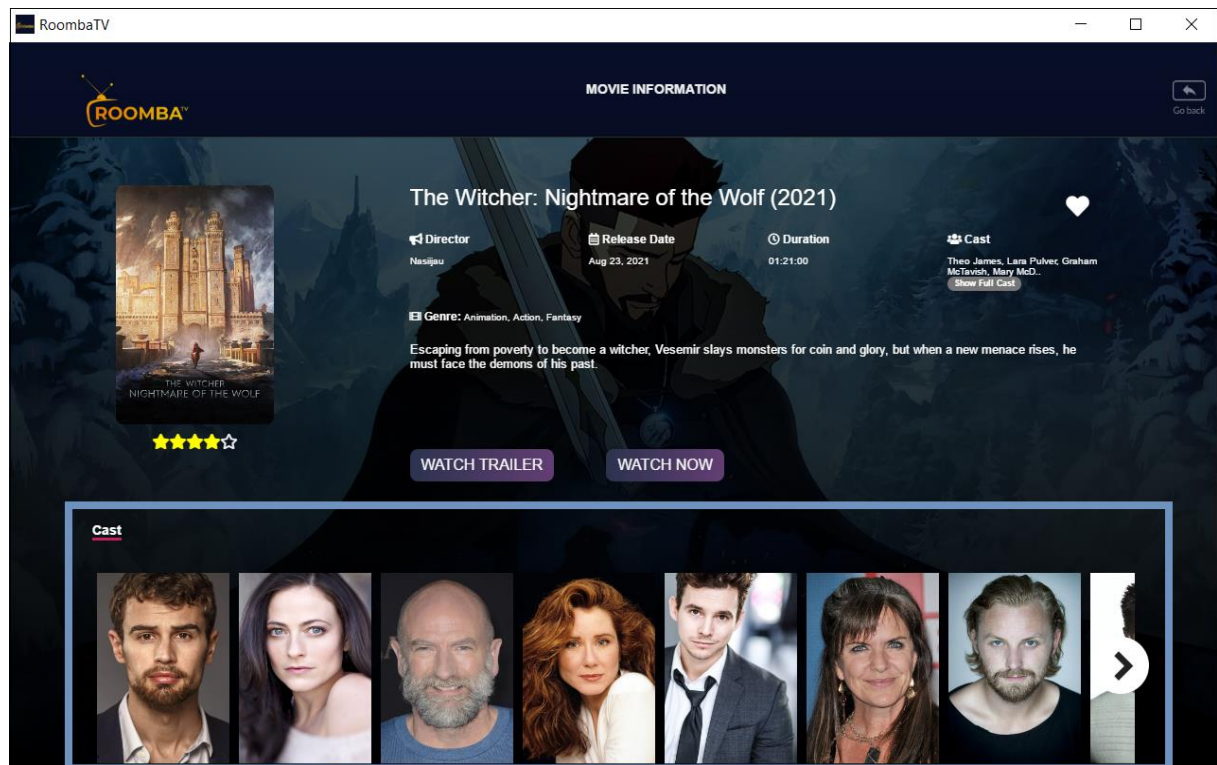 RoombaTV
ROOMBA TV
MOVIE INFORMATION
Go back
The Witcher: Nightmare of the Wolf (2021)
Director
Nasiijau
Release Date
Aug 23, 2021
Duration
01:21:00
Cast
Theo James, Lara Pulver, Graham
McTavish, Mary McD..
Show Full Cast
Genre: Animation, Action, Fantasy
Escaping from poverty to become a witcher, Vesemir slays monsters for coin and glory, but when a new menace rises, he
must face the demons of his past.
THE WITCHER
NIGHTMARE OF THE WOLF
WATCH TRAILER
WATCH NOW
Cast